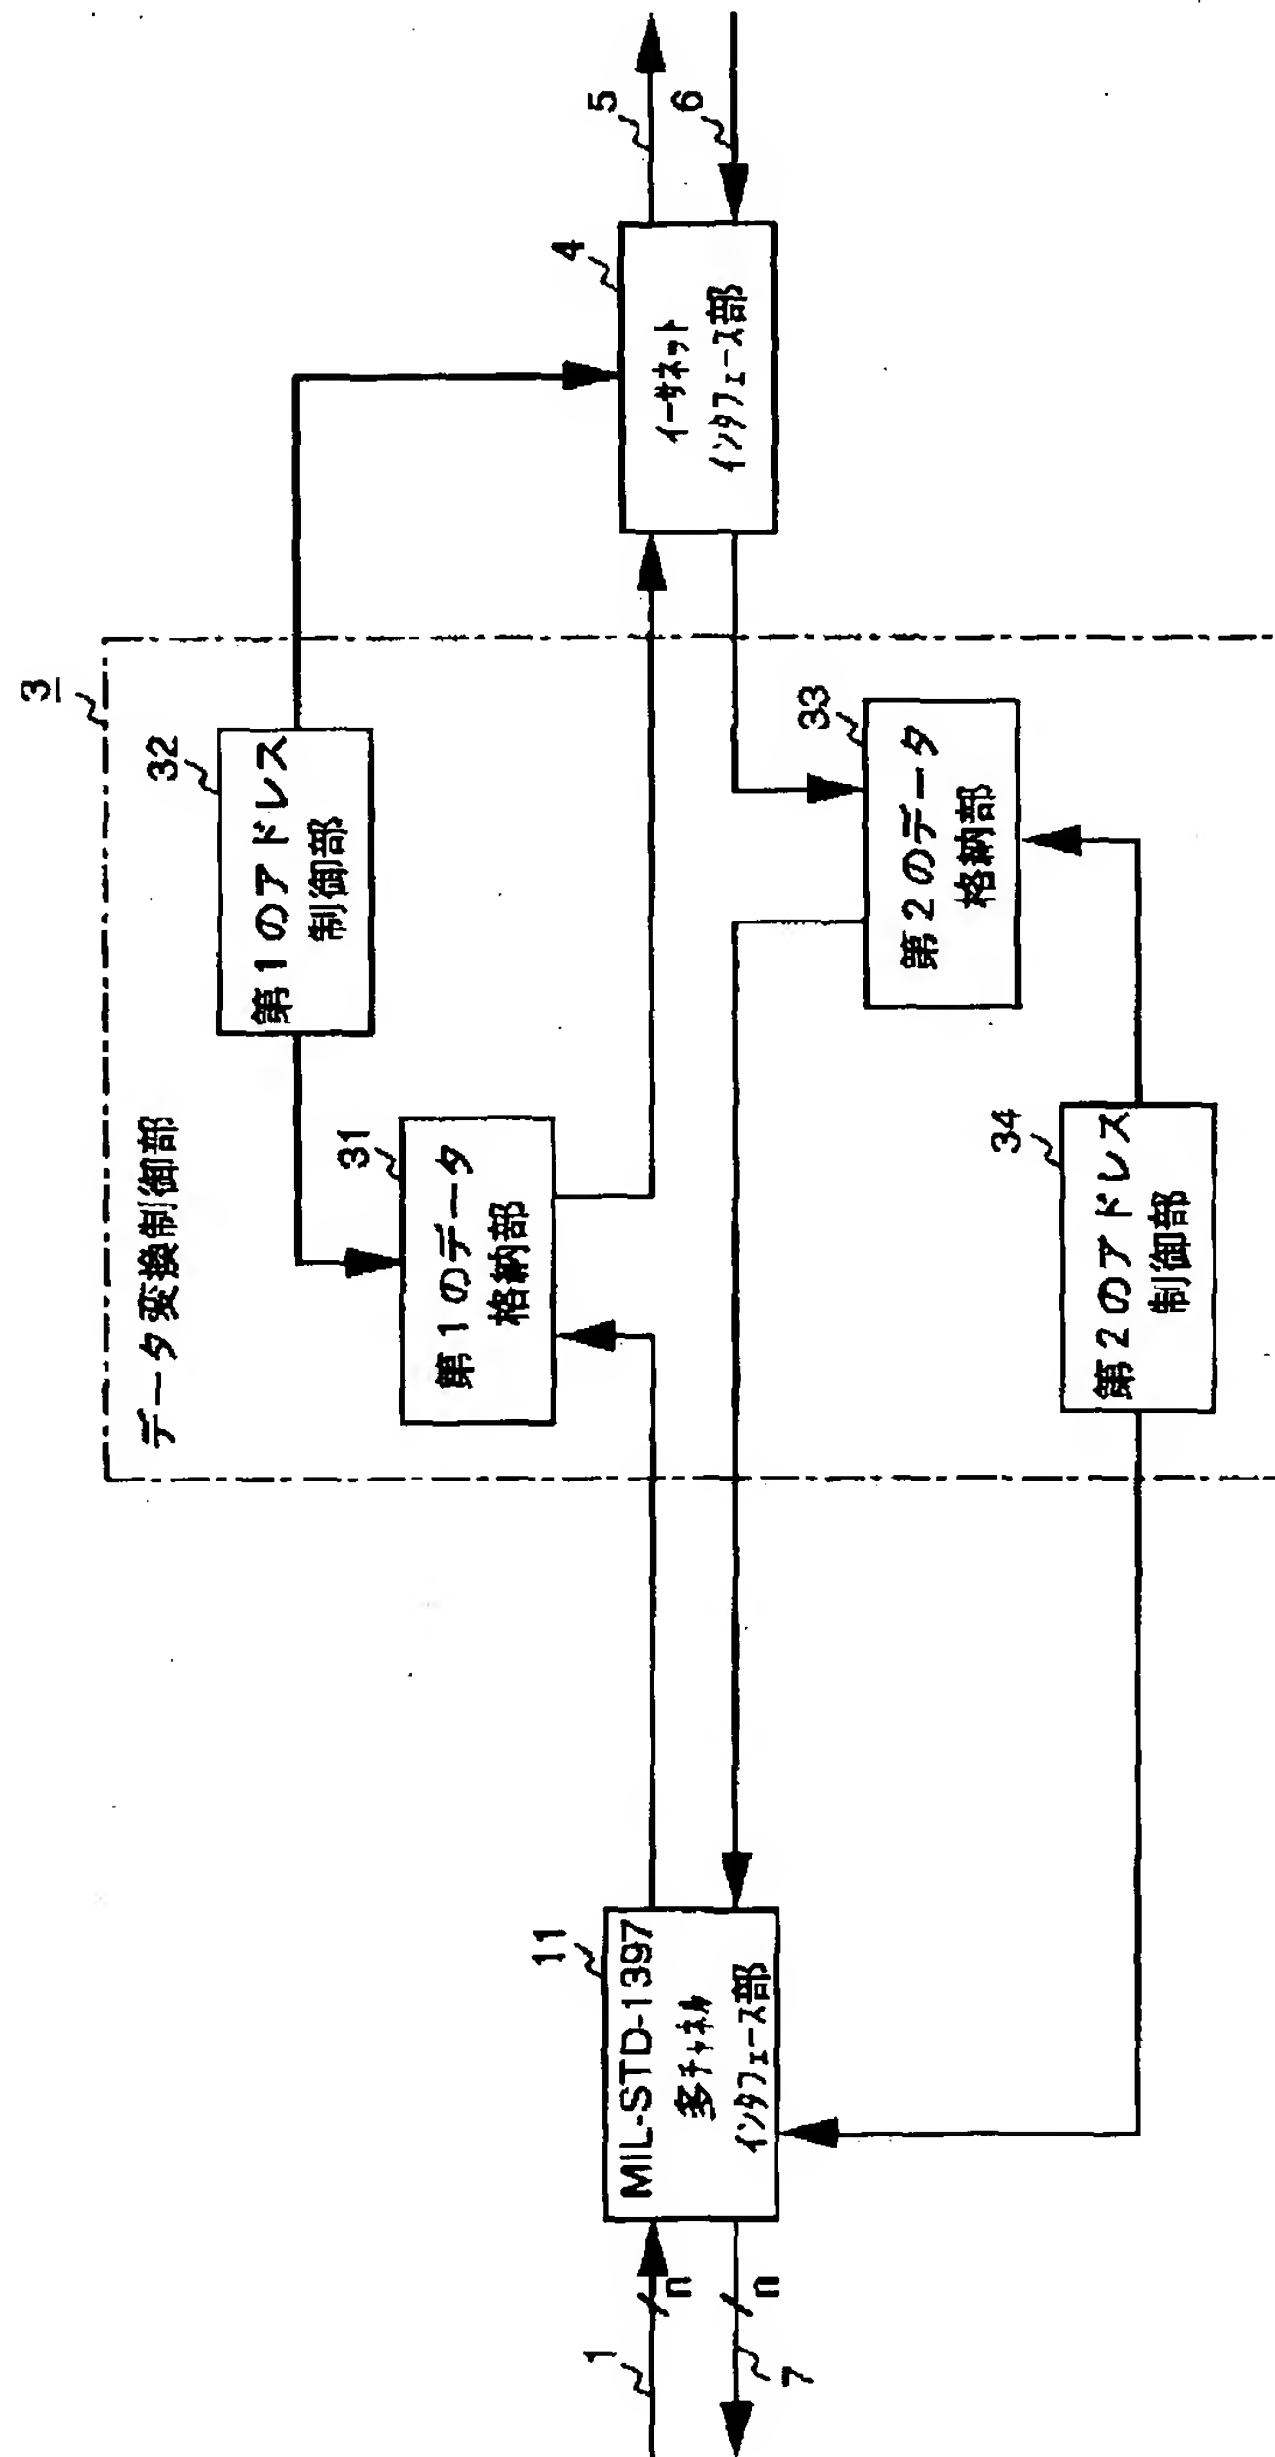 3
データ変換制御部
32
第1のアドレス
制御部
31
第1のデータ
格納部
1
n
7
n
11
MIL-STD-1397
多チャネル
インタフェース部
4
イーサネット
インタフェース部
5
6
33
第2のデータ
格納部
34
第2のアドレス
制御部